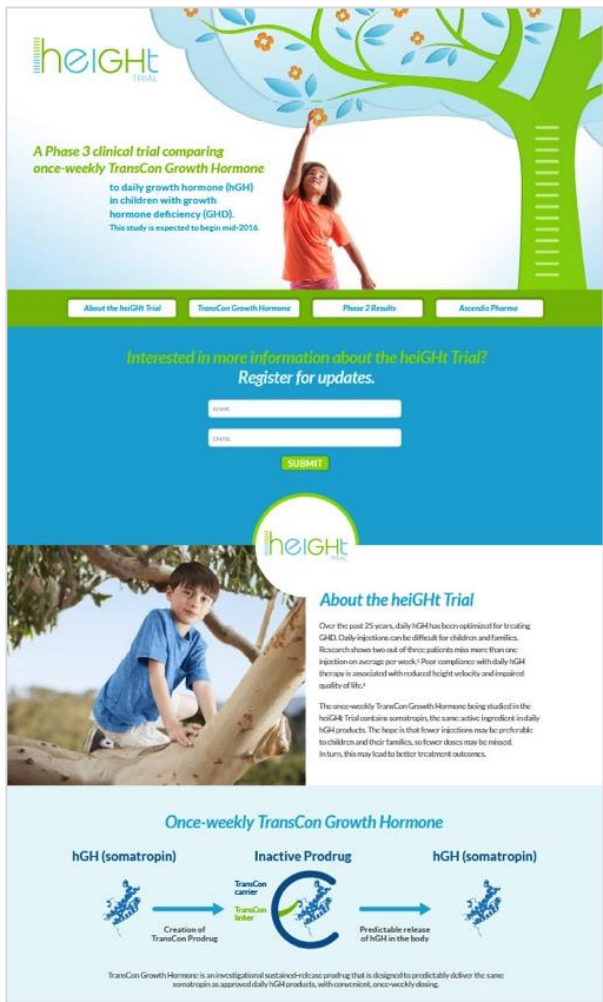 heiGHt
TRIAL
A Phase 3 clinical trial comparing
once-weekly TransCon Growth Hormone
to daily growth hormone (hGH)
in children with growth
hormone deficiency (GHD).
This study is expected to begin mid-2016.
About the heiGHt Trial
TransCon Growth Hormone
Phase 2 Results
Ascendis Pharma
Interested in more information about the heiGHt Trial?
Register for updates.
NAME
EMAIL
SUBMIT
heiGHt
TRIAL
About the heiGHt Trial
Over the past 25 years, daily hGH has been optimized for treating
GHD. Daily injections can be difficult for children and families.
Research shows two out of three patients miss more than one
injection on average per week. Poor compliance with daily hGH
therapy is associated with reduced height velocity and impaired
quality of life.
The once-weekly TransCon Growth Hormone being studied in the
heiGHt Trial contains somatropin, the same active ingredient in daily
hGH products. The hope is that fewer injections may be preferable
to children and their families, so fewer doses may be missed.
In turn, this may lead to better treatment outcomes.
Once-weekly TransCon Growth Hormone
hGH (somatropin)
Inactive Prodrug
hGH (somatropin)
TransCon
carrier
TransCon
linker
Creation of
TransCon Prodrug
Predictable release
of hGH in the body
TransCon Growth Hormone is an investigational sustained-release prodrug that is designed to predictably deliver the same
somatropin as approved daily hGH products, with convenient, once-weekly dosing.